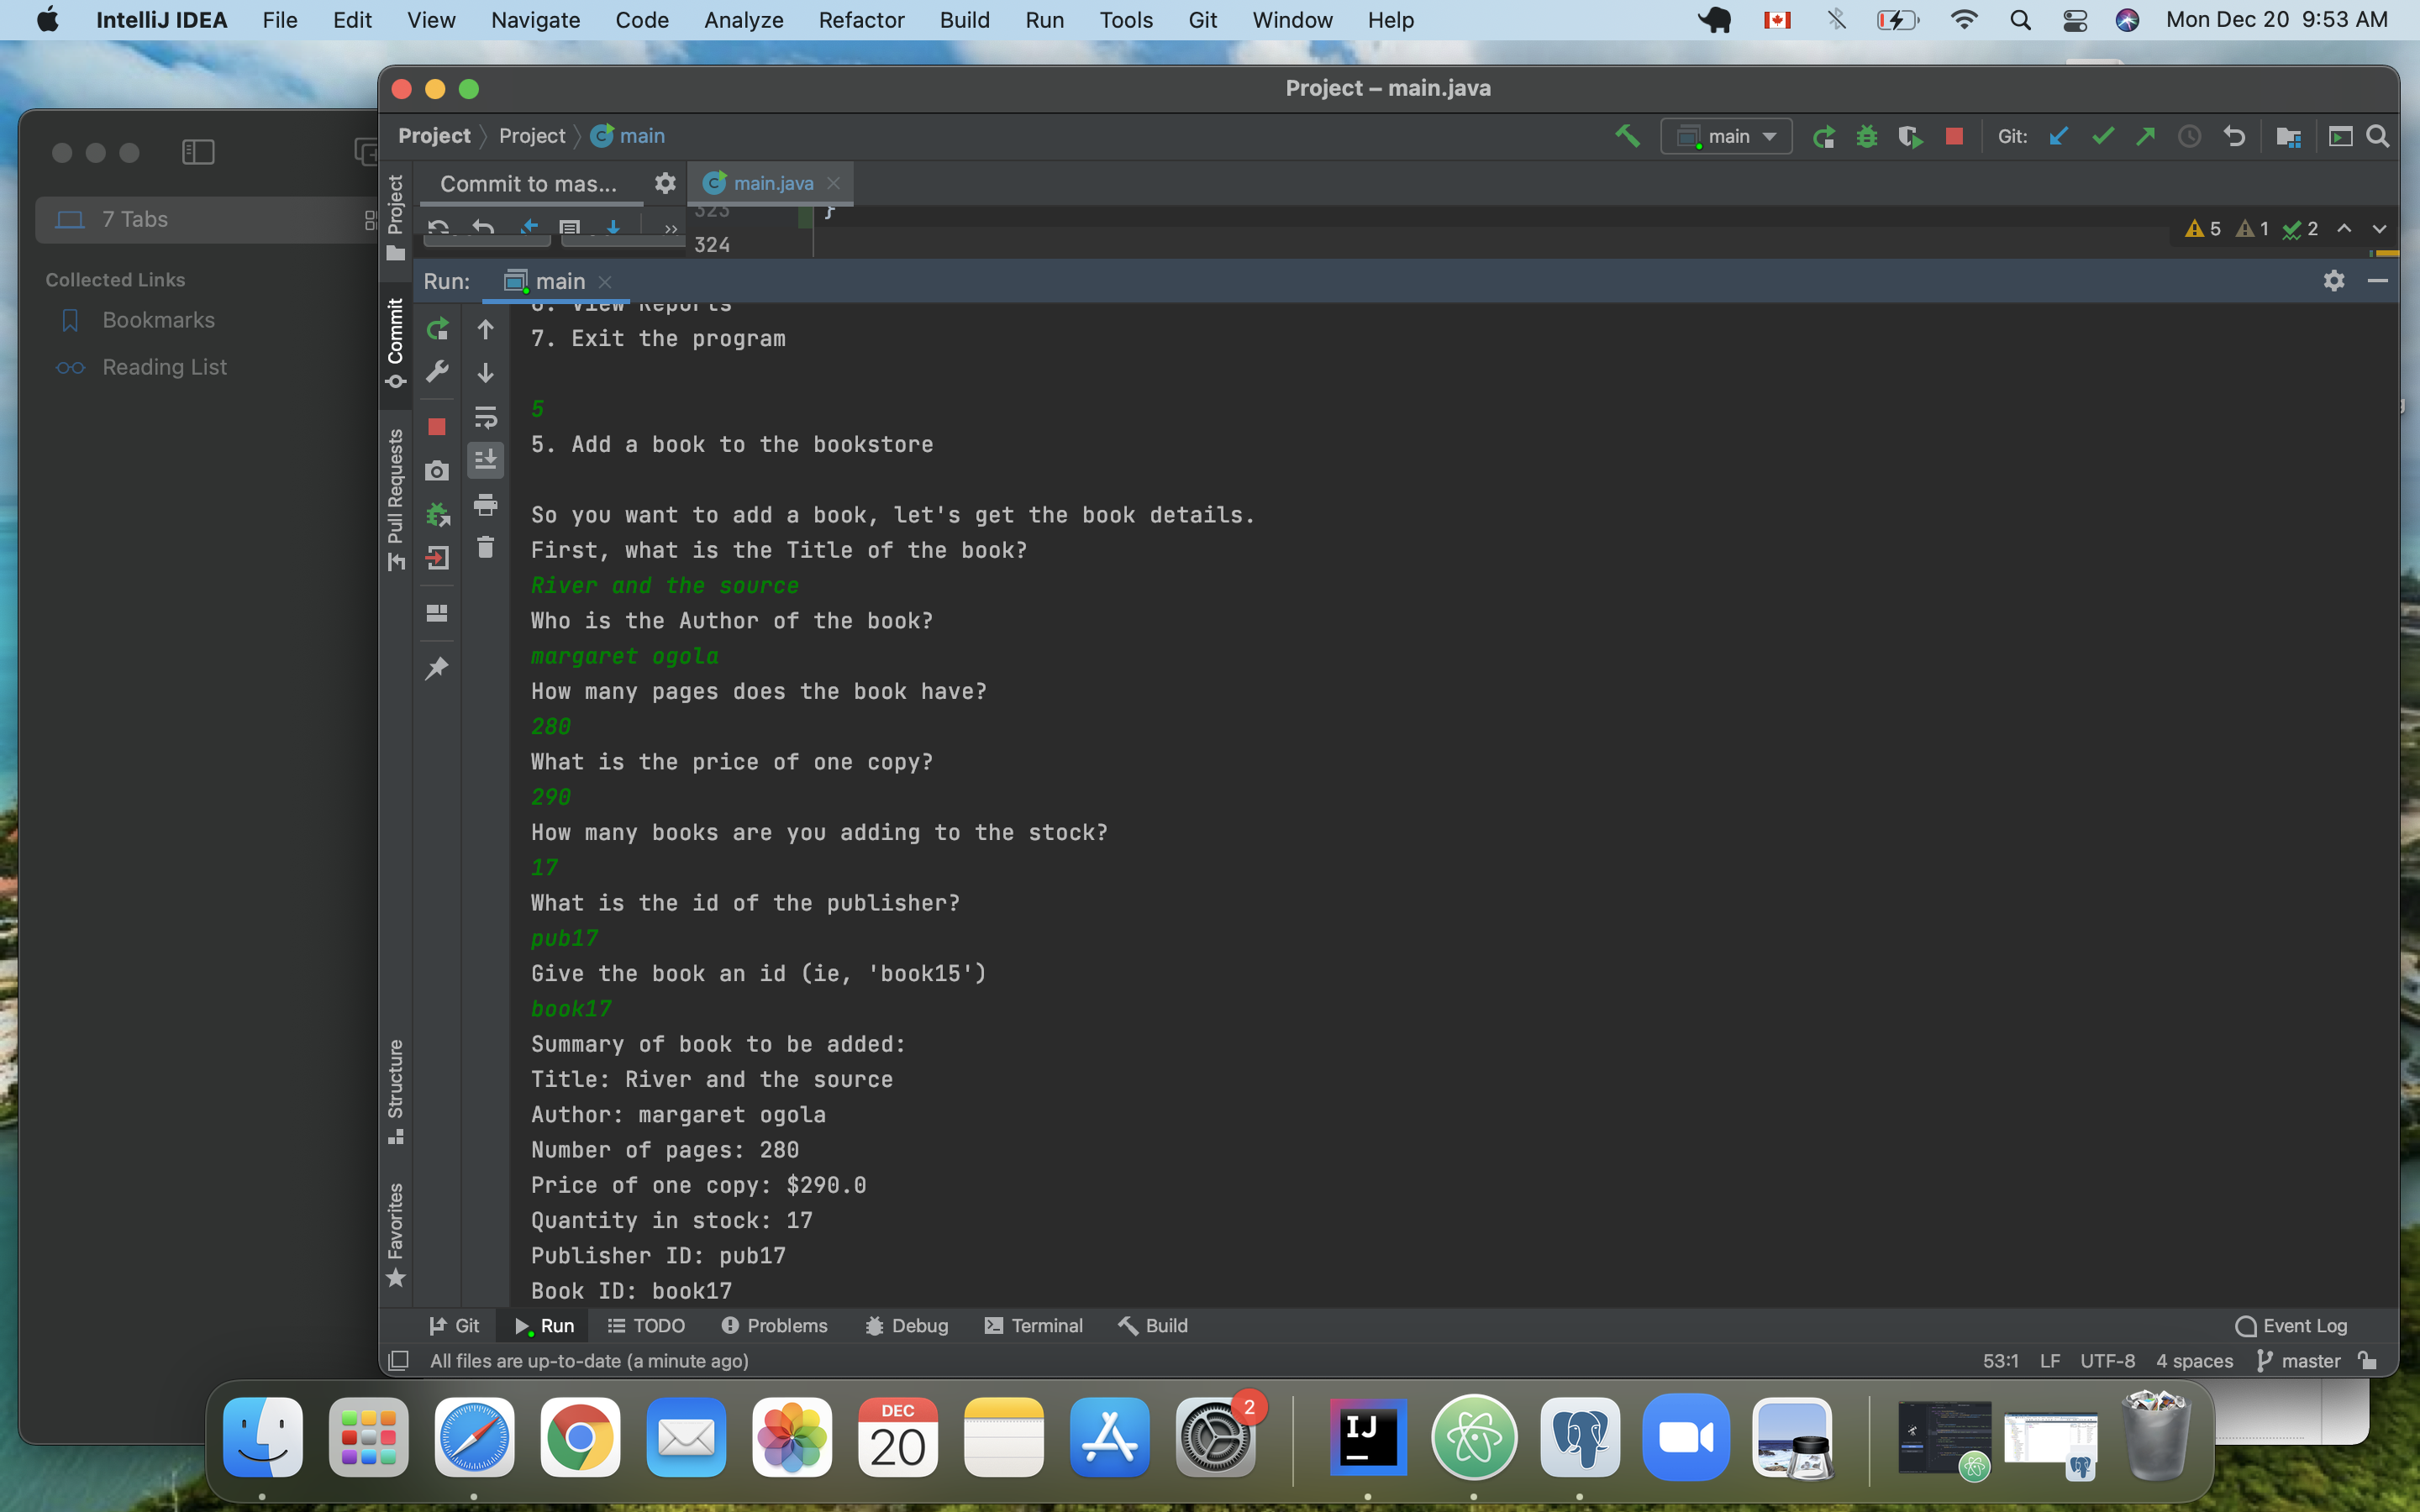 IntelliJ IDEA File Edit View Navigate Code Analyze Refactor Build Run Tools Git Window Help Mon Dec 20 9:53 AM
Project – main.java
Project Project main main Git:
7 Tabs
Collected Links
Bookmarks
Reading List
Project
Commit
Pull Requests
Structure
Favorites
Commit to mas... main.java
323 }
324 5 1 2
Run: main
6. View Reports
7. Exit the program
5
5. Add a book to the bookstore
So you want to add a book, let's get the book details.
First, what is the Title of the book?
River and the source
Who is the Author of the book?
margaret ogola
How many pages does the book have?
280
What is the price of one copy?
290
How many books are you adding to the stock?
17
What is the id of the publisher?
pub17
Give the book an id (ie, 'book15')
book17
Summary of book to be added:
Title: River and the source
Author: margaret ogola
Number of pages: 280
Price of one copy: $290.0
Quantity in stock: 17
Publisher ID: pub17
Book ID: book17
Git Run TODO Problems Debug Terminal Build Event Log
All files are up-to-date (a minute ago) 53:1 LF UTF-8 4 spaces master
DEC
20
2
IJ